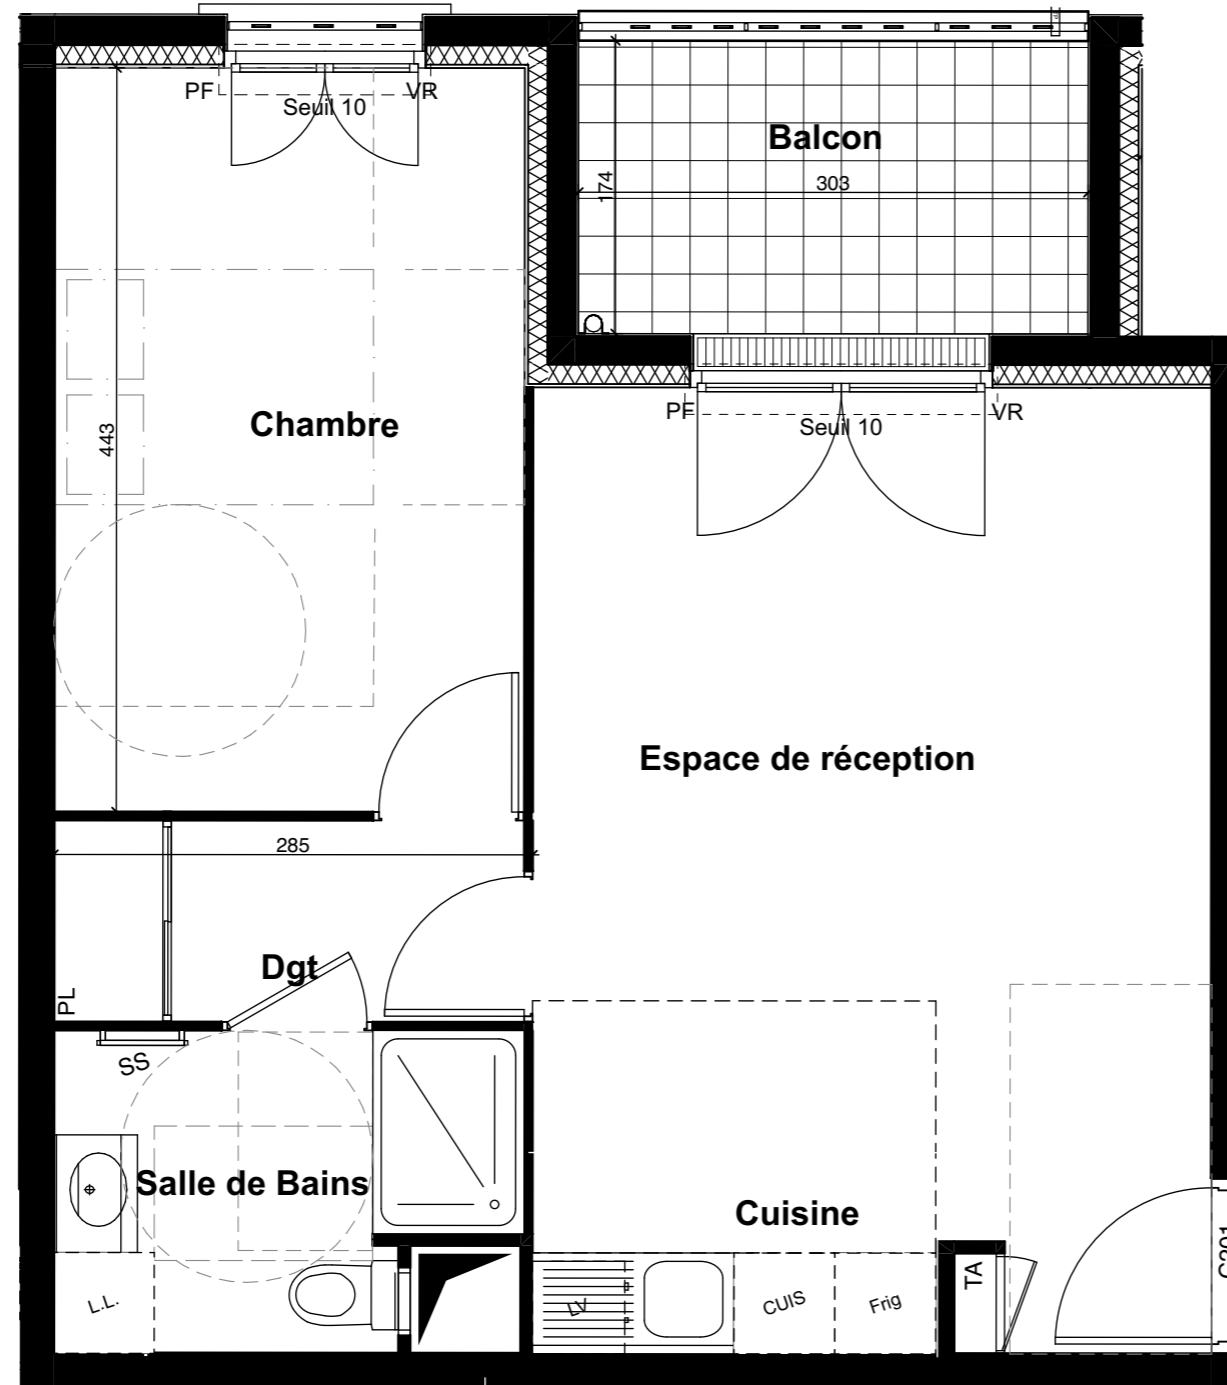 PF
VR
Seuil 10
Balcon
303
174
Chambre
443
PF
VR
Seuil 10
Espace de réception
285
Dgt
PL
SS
Salle de Bains
Cuisine
L.L.
LV
CUIS
Frig
TA